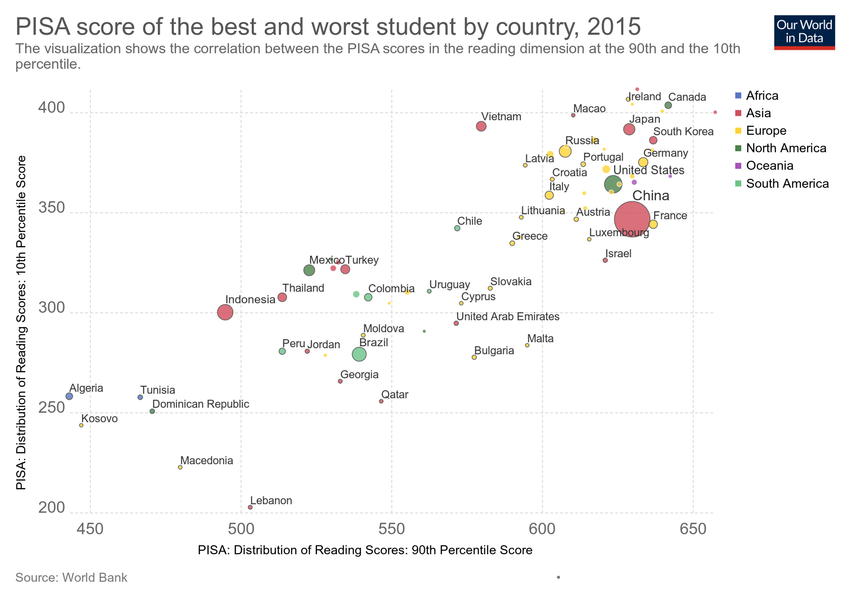 PISA score of the best and worst student by country, 2015
The visualization shows the correlation between the PISA scores in the reading dimension at the 90th and the 10th
percentile.
Our World
in Data
PISA: Distribution of Reading Scores: 10th Percentile Score
400
350
300
250
200
Ireland
Canada
Macao
Vietnam
Japan
South Korea
Russia
Latvia
Portugal
Germany
Croatia
United States
Italy
China
Lithuania
Austria
France
Chile
Greece
Luxembourg
Israel
Mexico
Turkey
Thailand
Colombia
Uruguay
Slovakia
Indonesia
Cyprus
Moldova
United Arab Emirates
Peru
Jordan
Brazil
Bulgaria
Malta
Georgia
Algeria
Tunisia
Qatar
Dominican Republic
Kosovo
Macedonia
Lebanon
450
500
550
600
650
PISA: Distribution of Reading Scores: 90th Percentile Score
Africa
Asia
Europe
North America
Oceania
South America
Source: World Bank